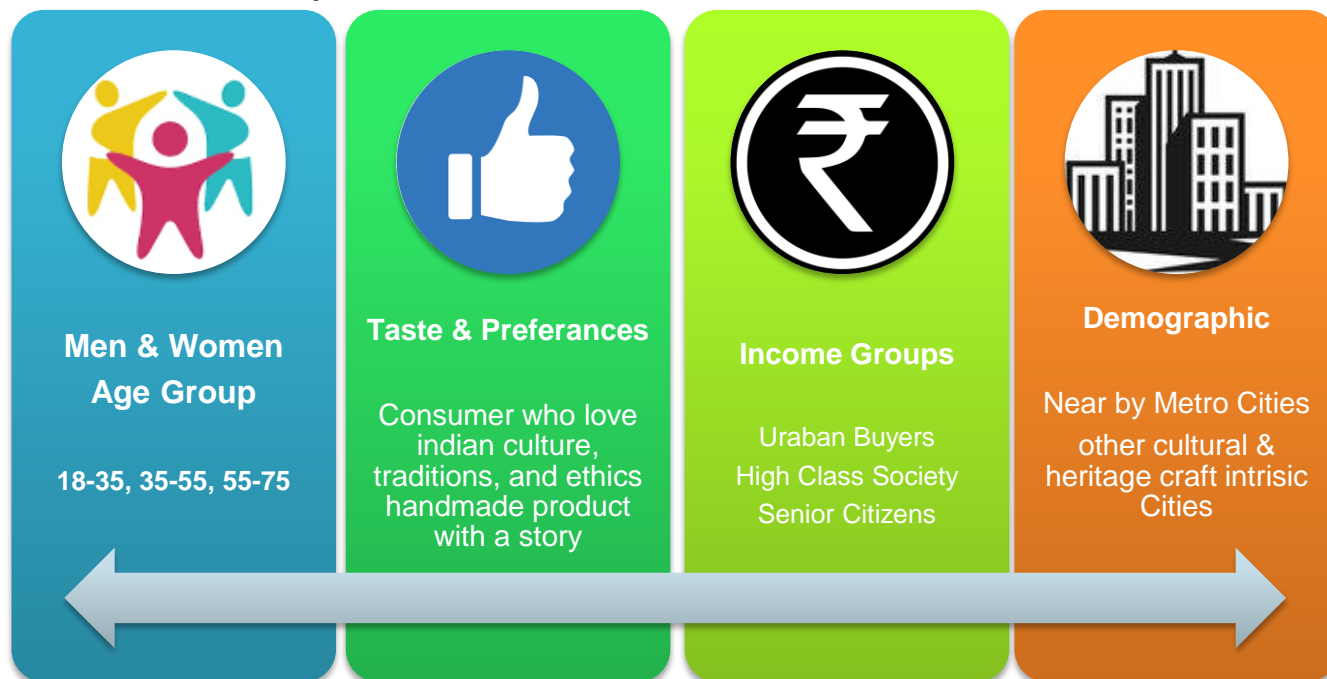 Men & Women
Age Group
18-35, 35-55, 55-75
Taste & Preferances
Consumer who love
indian culture,
traditions, and ethics
handmade product
with a story
₹
Income Groups
Uraban Buyers
High Class Society
Senior Citizens
Demographic
Near by Metro Cities
other cultural &
heritage craft intrisic
Cities